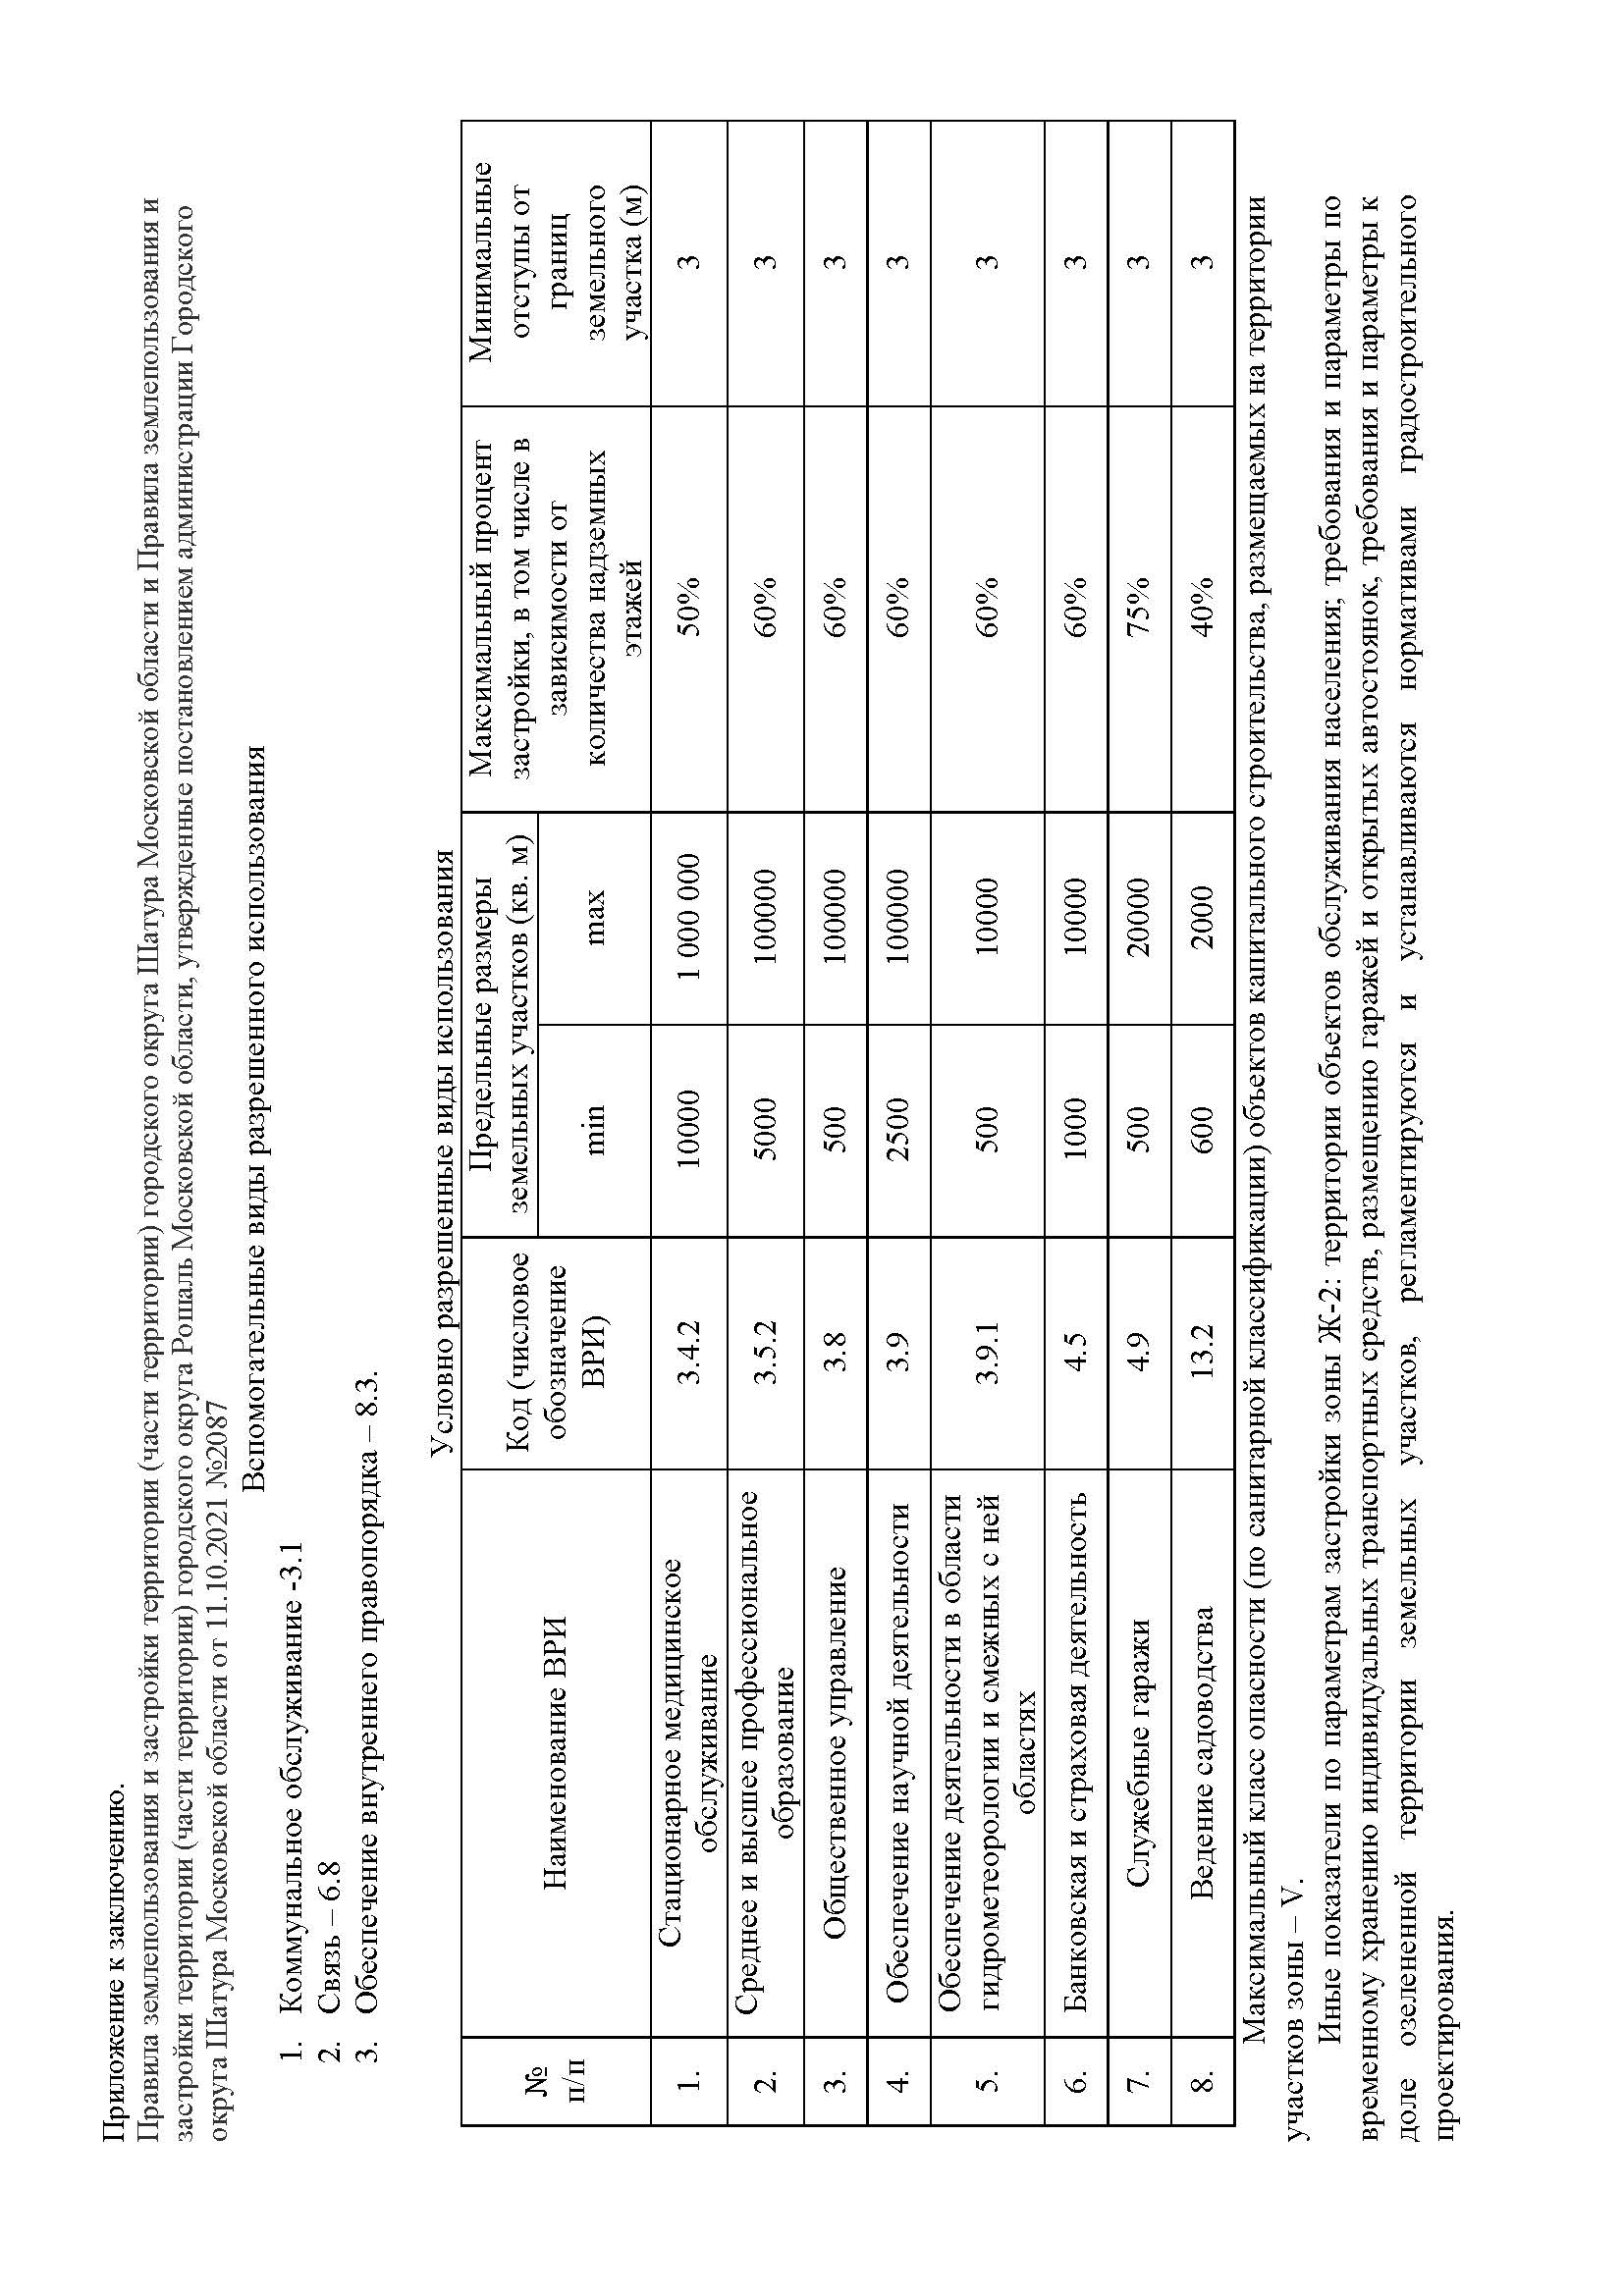 Приложение к заключению.
Правила землепользования и застройки территории (части территории) городского округа Шатура Московской области и Правила землепользования и
застройки территории (части территории) городского округа Рошаль Московской области, утвержденные постановлением администрации Городского
округа Шатура Московской области от 11.10.2021 №2087
Вспомогательные виды разрешенного использования
1. Коммунальное обслуживание -3.1
2. Связь – 6.8
3. Обеспечение внутреннего правопорядка – 8.3.
Условно разрешенные виды использования
№ п/п
Наименование ВРИ
Код (числовое
обозначение
ВРИ)
Предельные размеры
земельных участков (кв. м)
min
max
Максимальный процент
застройки, в том числе в
зависимости от
количества надземных
этажей
Минимальные
отступы от
границ
земельного
участка (м)
1. Стационарное медицинское
обслуживание 3.4.2 10000 1 000 000 50% 3
2. Среднее и высшее профессиональное
образование 3.5.2 5000 100000 60% 3
3. Общественное управление 3.8 500 100000 60% 3
4. Обеспечение научной деятельности 3.9 2500 100000 60% 3
5. Обеспечение деятельности в области
гидрометеорологии и смежных с ней
областях 3.9.1 500 10000 60% 3
6. Банковская и страховая деятельность 4.5 1000 10000 60% 3
7. Служебные гаражи 4.9 500 20000 75% 3
8. Ведение садоводства 13.2 600 2000 40% 3
Максимальный класс опасности (по санитарной классификации) объектов капитального строительства, размещаемых на территории
участков зоны – V.
Иные показатели по параметрам застройки зоны Ж-2: территории объектов обслуживания населения; требования и параметры по
временному хранению индивидуальных транспортных средств, размещению гаражей и открытых автостоянок, требования и параметры к
доле озелененной территории земельных участков, регламентируются и устанавливаются нормативами градостроительного
проектирования.